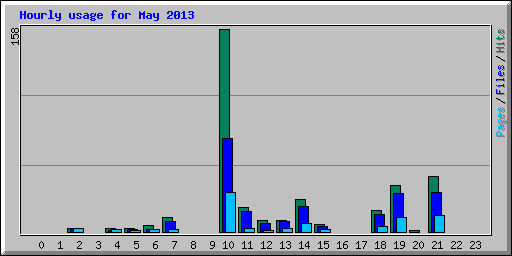 Hourly usage for May 2013
158
Pages/Files/Hits
0 1 2 3 4 5 6 7 8 9 10 11 12 13 14 15 16 17 18 19 20 21 22 23